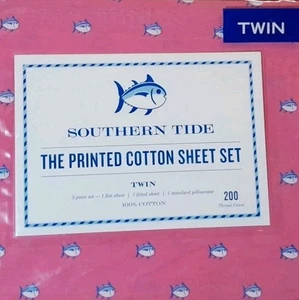 TWIN
SOUTHERN TIDE
THE PRINTED COTTON SHEET SET
TWIN
3 piece set — 1 flat sheet | 1 fitted sheet | 1 standard pillowcase
100% COTTON
200
Thread Count